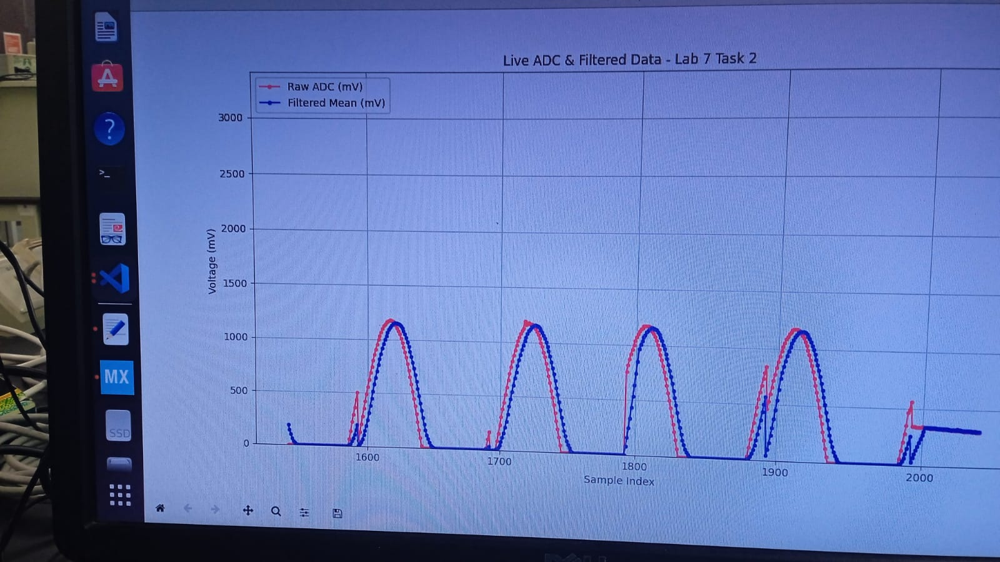 Live ADC & Filtered Data - Lab 7 Task 2
Raw ADC (mV)
Filtered Mean (mV)
3000
2500
2000
1500
1000
500
0
Voltage (mV)
1600
1700
1800
1900
2000
Sample Index
?
>_
MX
SSD